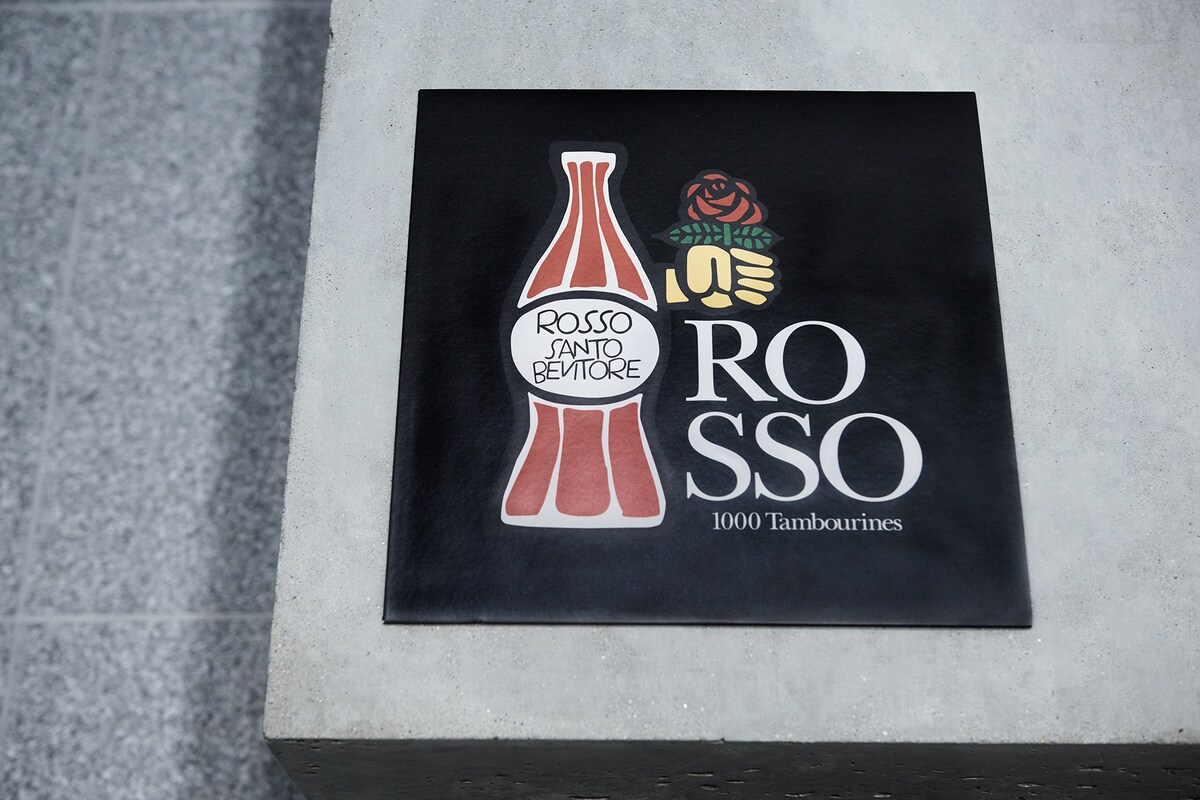 ROSSO
SANTO
BEVITORE
RO
SSO
1000 Tambourines